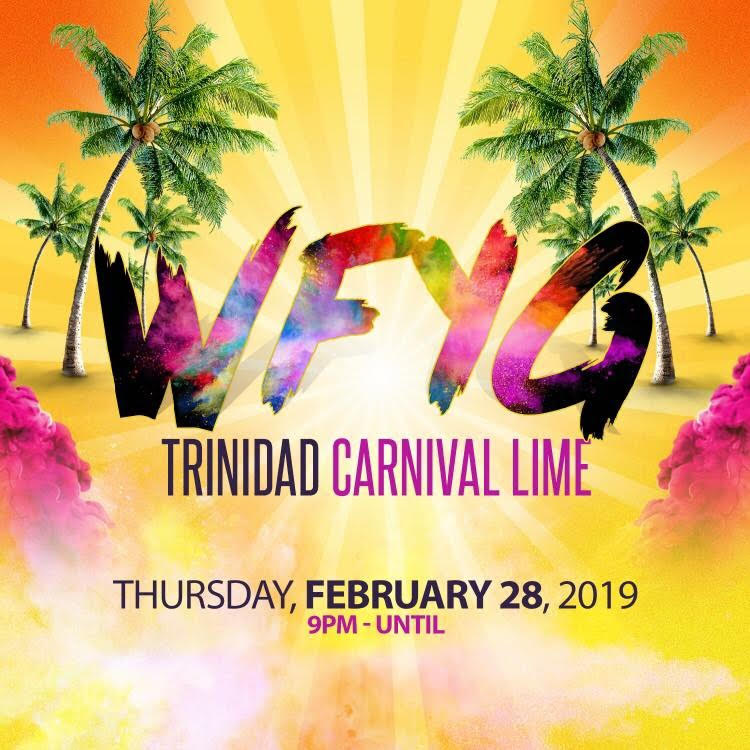 WFYG
TRINIDAD CARNIVAL LIME
THURSDAY, FEBRUARY 28, 2019
9PM - UNTIL